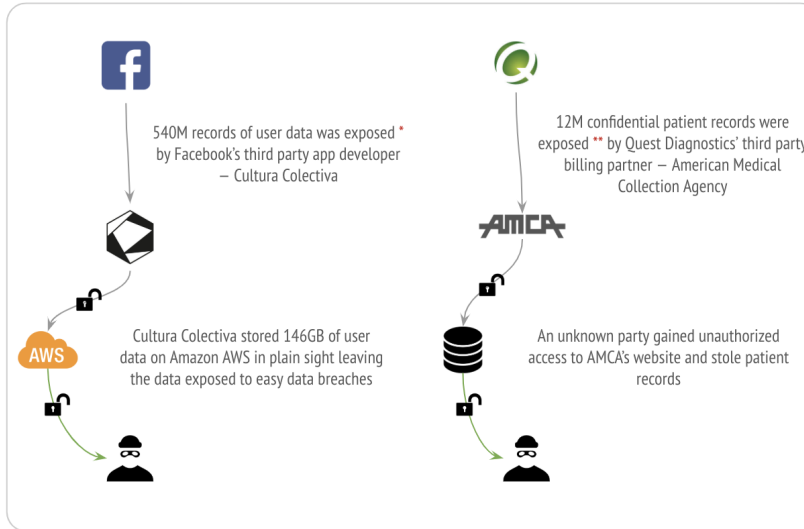 f
540M records of user data was exposed *
by Facebook's third party app developer
— Cultura Colectiva
AWS
Cultura Colectiva stored 146GB of user
data on Amazon AWS in plain sight leaving
the data exposed to easy data breaches
Q
12M confidential patient records were
exposed ** by Quest Diagnostics' third party
billing partner — American Medical
Collection Agency
AMCA
An unknown party gained unauthorized
access to AMCA's website and stole patient
records